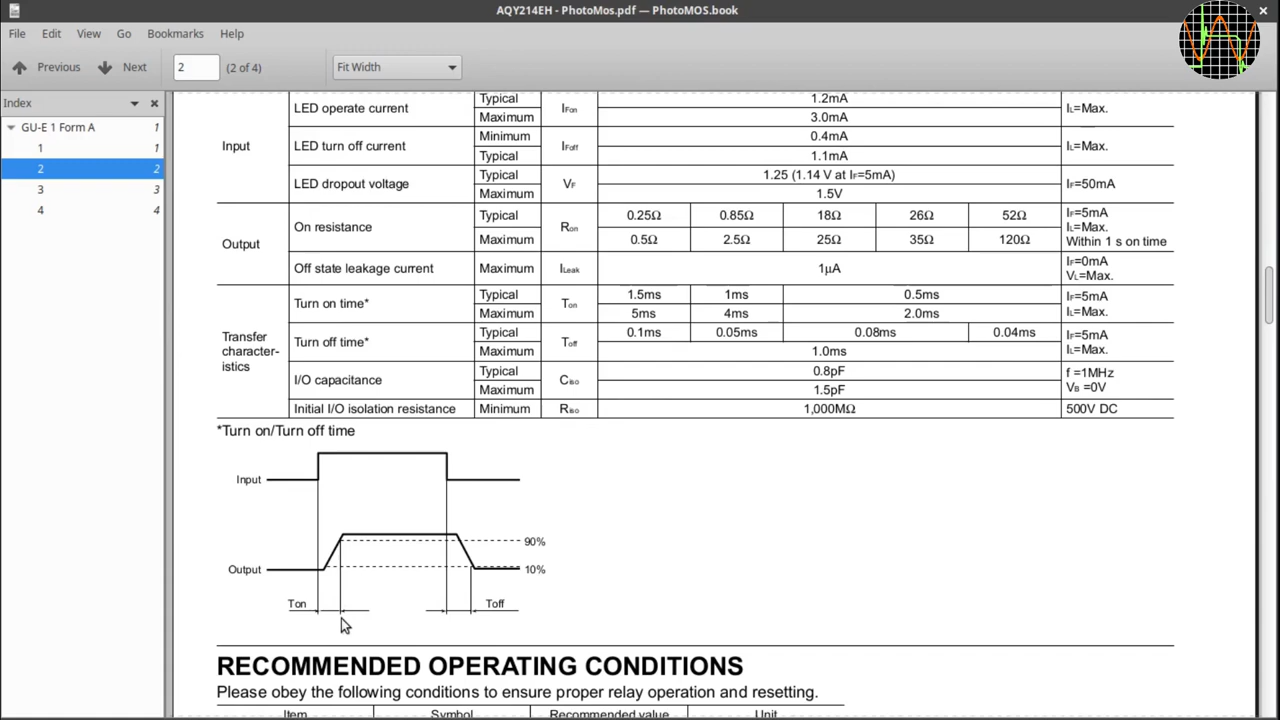 AQY214EH - PhotoMos.pdf — PhotoMOS.book
File Edit View Go Bookmarks Help
Previous Next 2 (2 of 4) Fit Width
Index
GU-E 1 Form A 1
1 1
2 2
3 3
4 4
Input
LED operate current Typical IFon 1.2mA IL=Max.
Maximum 3.0mA
LED turn off current Minimum IFoff 0.4mA IL=Max.
Typical 1.1mA
LED dropout voltage Typical VF 1.25 (1.14 V at IF=5mA) IF=50mA
Maximum 1.5V
Output
On resistance Typical Ron 0.25Ω 0.85Ω 18Ω 26Ω 52Ω IF=5mA
IL=Max.
Maximum 0.5Ω 2.5Ω 25Ω 35Ω 120Ω Within 1 s on time
Off state leakage current Maximum ILeak 1μA IF=0mA
VL=Max.
Transfer
character-
istics
Turn on time* Typical Ton 1.5ms 1ms 0.5ms IF=5mA
Maximum 5ms 4ms 2.0ms IL=Max.
Turn off time* Typical Toff 0.1ms 0.05ms 0.08ms 0.04ms IF=5mA
Maximum 1.0ms IL=Max.
I/O capacitance Typical Ciso 0.8pF f =1MHz
Maximum 1.5pF VB =0V
Initial I/O isolation resistance Minimum Riso 1,000MΩ 500V DC
*Turn on/Turn off time
Input
90%
Output 10%
Ton Toff
RECOMMENDED OPERATING CONDITIONS
Please obey the following conditions to ensure proper relay operation and resetting.
Item Symbol Recommended value Unit